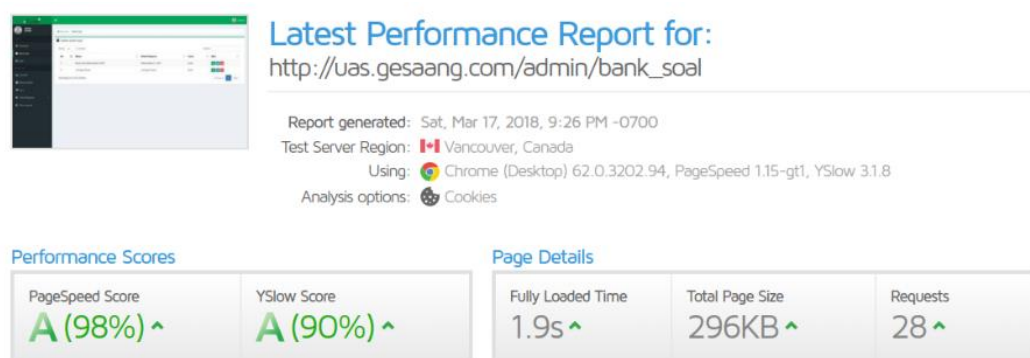 Latest Performance Report for:
http://uas.gesaang.com/admin/bank_soal
Report generated: Sat, Mar 17, 2018, 9:26 PM -0700
Test Server Region: Vancouver, Canada
Using: Chrome (Desktop) 62.0.3202.94, PageSpeed 1.15-gt1, YSlow 3.1.8
Analysis options: Cookies
Performance Scores
PageSpeed Score
A (98%)
YSlow Score
A (90%)
Page Details
Fully Loaded Time
1.9s
Total Page Size
296KB
Requests
28